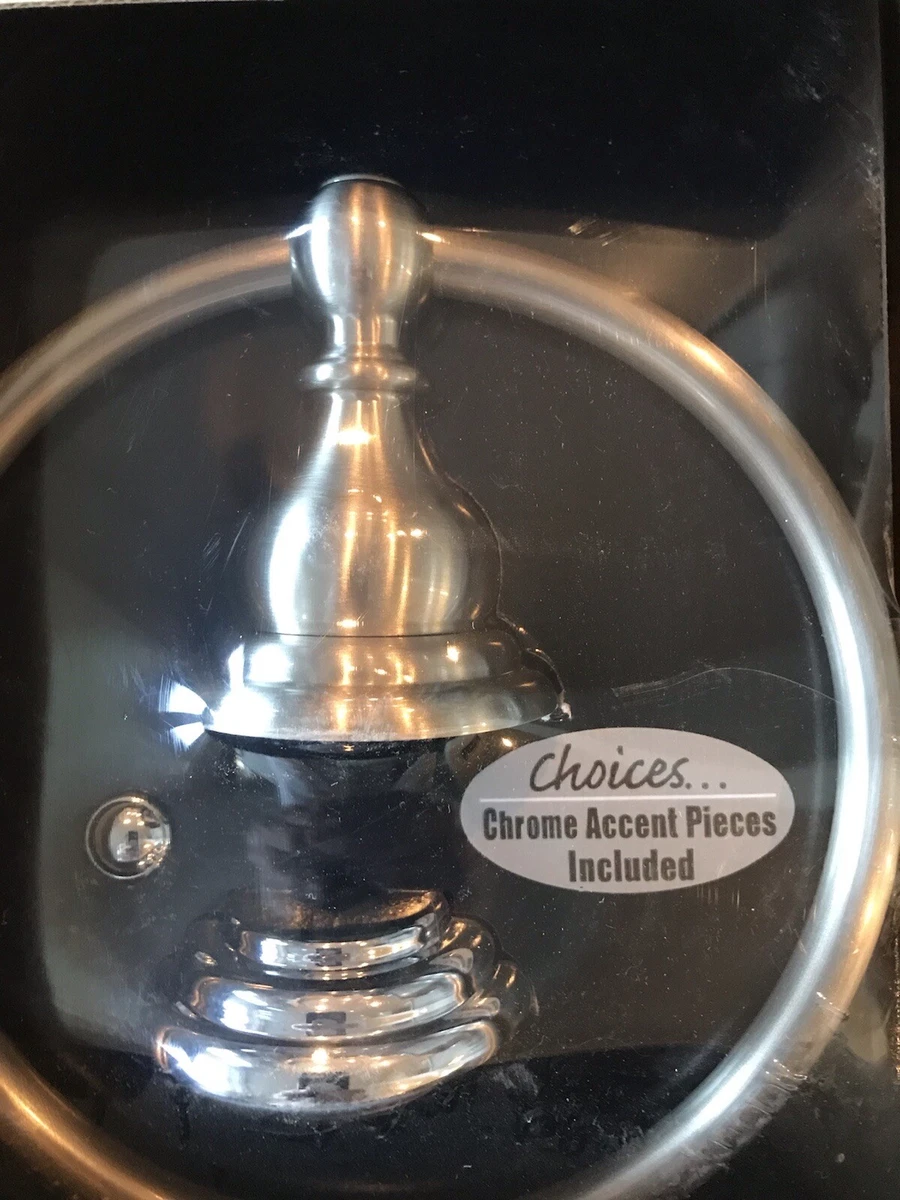 Choices...
Chrome Accent Pieces
Included